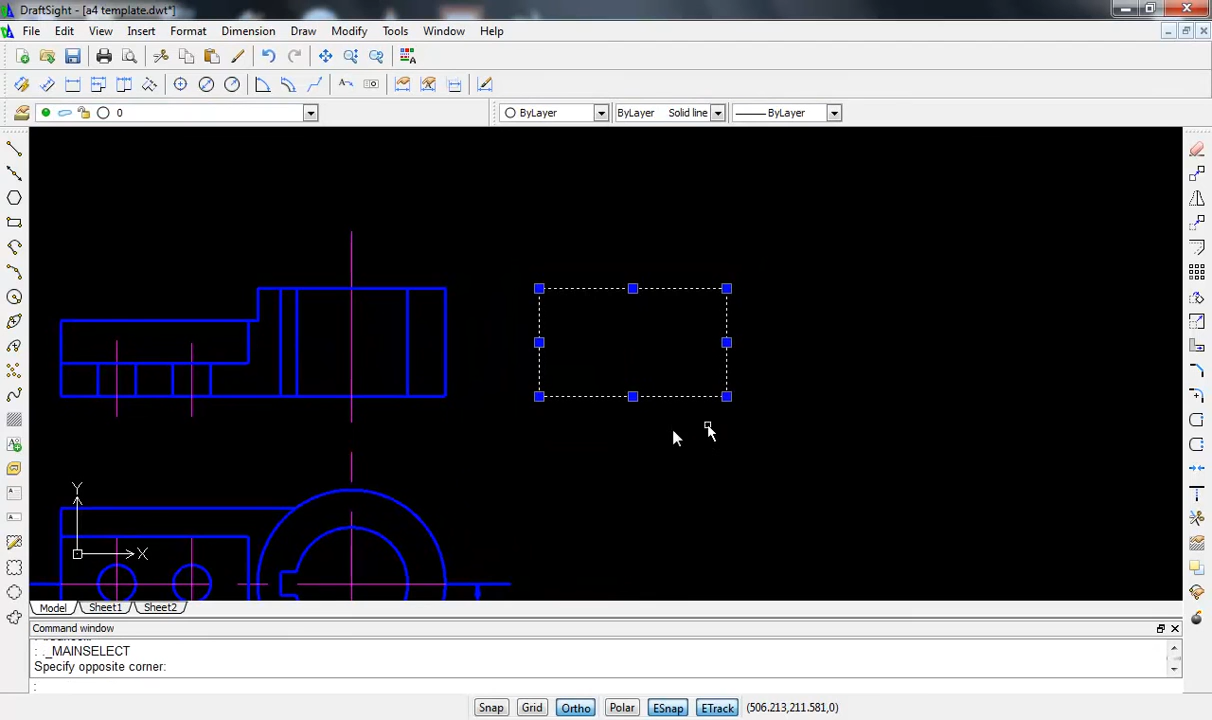 DraftSight - [a4 template.dwt*]
File Edit View Insert Format Dimension Draw Modify Tools Window Help
0 ByLayer ByLayer Solid line ByLayer
Y
X
Model Sheet1 Sheet2
Command window
: ._MAINSELECT
Specify opposite corner:
:
Snap Grid Ortho Polar ESnap ETrack (506.213,211.581,0)